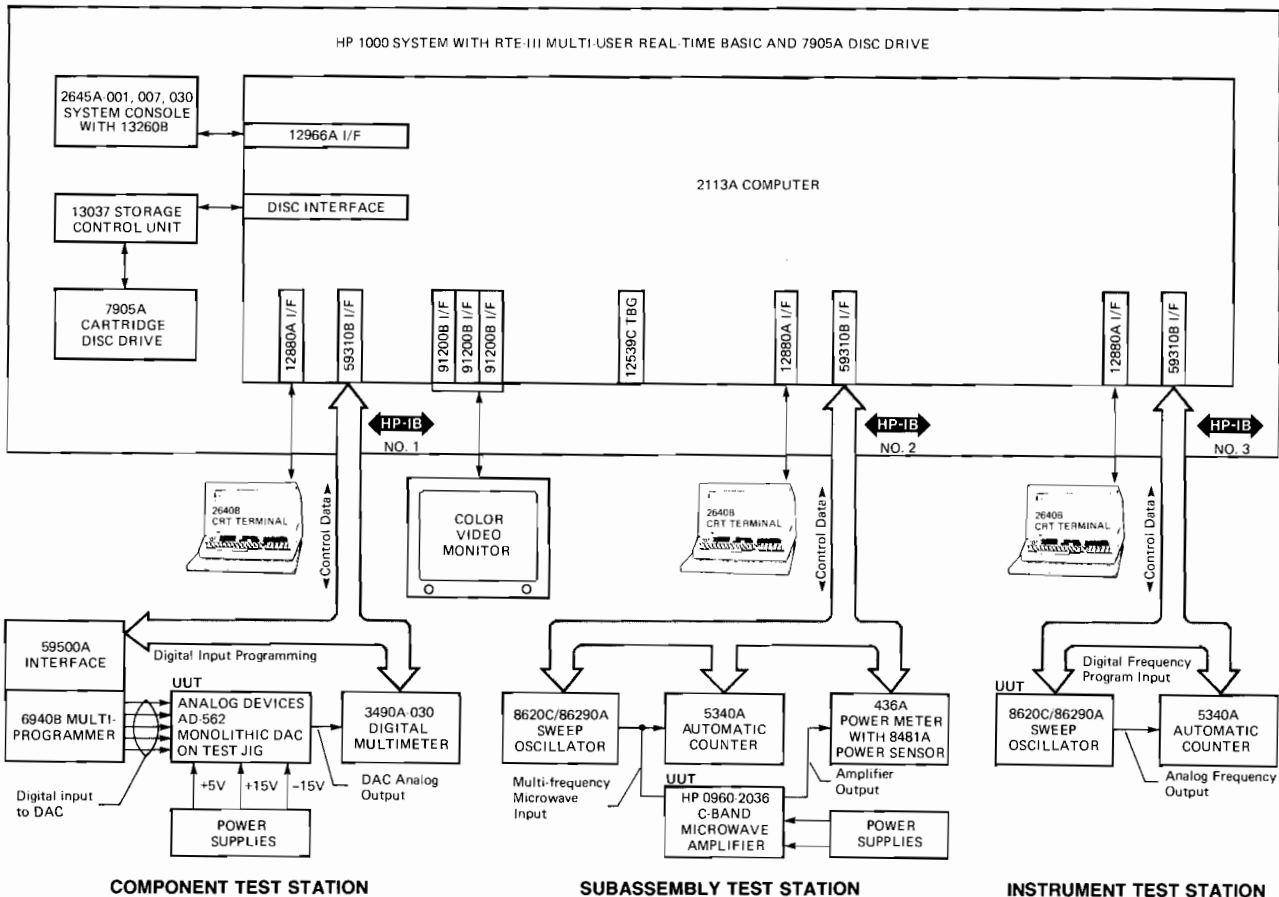 HP 1000 SYSTEM WITH RTE-III MULTI-USER REAL-TIME BASIC AND 7905A DISC DRIVE
2645A-001, 007, 030
SYSTEM CONSOLE
WITH 13260B
12966A I/F
2113A COMPUTER
13037 STORAGE
CONTROL UNIT
DISC INTERFACE
7905A
CARTRIDGE
DISC DRIVE
12880A I/F
59310B I/F
91200B I/F
91200B I/F
91200B I/F
12539C TBG
12880A I/F
59310B I/F
12880A I/F
59310B I/F
HP-IB
NO. 1
HP-IB
NO. 2
HP-IB
NO. 3
2640B
CRT TERMINAL
Control Data
COLOR
VIDEO
MONITOR
2640B
CRT TERMINAL
Control Data
2640B
CRT TERMINAL
Control Data
59500A
INTERFACE
Digital Input Programming
6940B MULTI-
PROGRAMMER
UUT
ANALOG DEVICES
AD-562
MONOLITHIC DAC
ON TEST JIG
3490A-030
DIGITAL
MULTIMETER
+5V
+15V
-15V
DAC Analog
Output
Digital input
to DAC
POWER
SUPPLIES
COMPONENT TEST STATION
8620C/86290A
SWEEP
OSCILLATOR
5340A
AUTOMATIC
COUNTER
436A
POWER METER
WITH 8481A
POWER SENSOR
Multi-frequency
Microwave
Input
UUT
HP 0960-2036
C-BAND
MICROWAVE
AMPLIFIER
Amplifier
Output
POWER
SUPPLIES
SUBASSEMBLY TEST STATION
Digital Frequency
Program Input
UUT
8620C/86290A
SWEEP
OSCILLATOR
5340A
AUTOMATIC
COUNTER
Analog Frequency
Output
INSTRUMENT TEST STATION